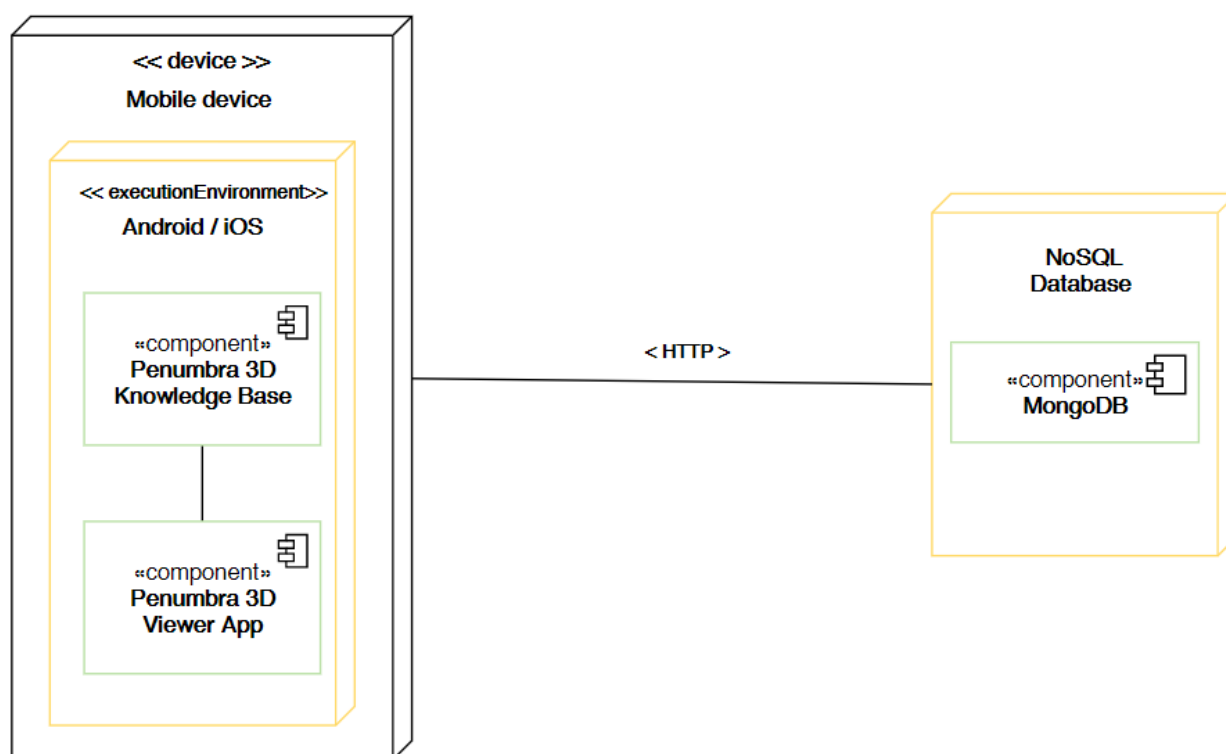 << device >>
Mobile device
<< executionEnvironment>>
Android / iOS
«component»
Penumbra 3D
Knowledge Base
«component»
Penumbra 3D
Viewer App
< HTTP >
NoSQL
Database
«component»
MongoDB